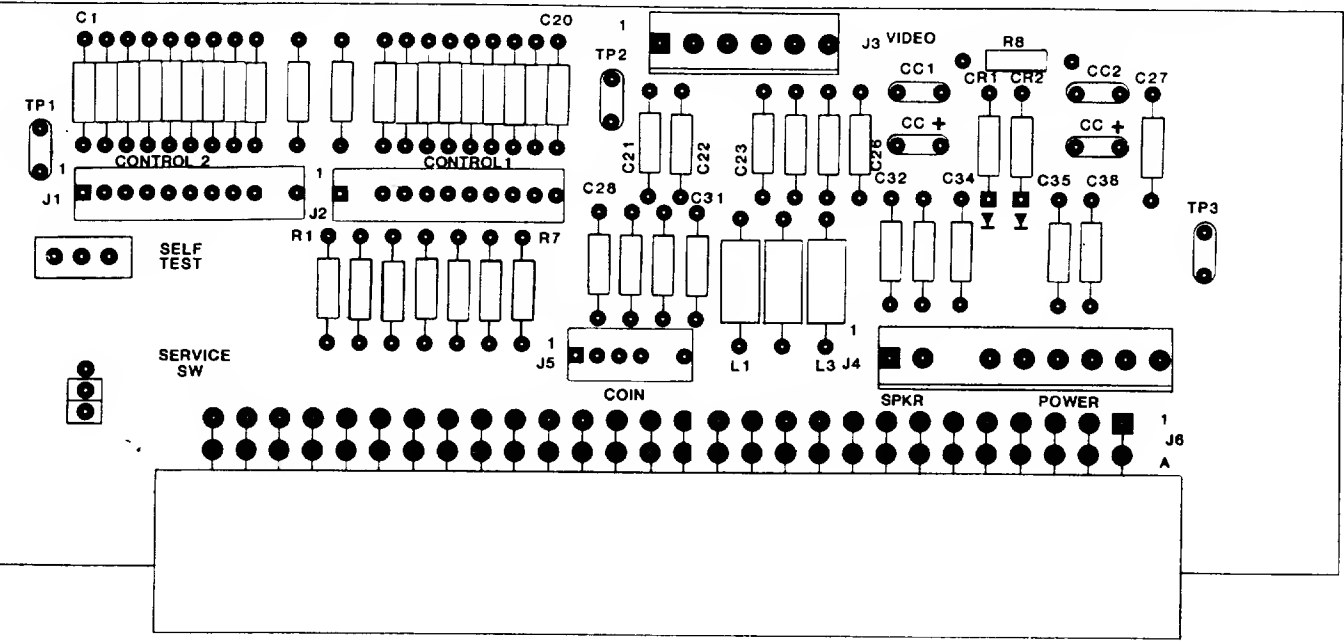 C1
C20
1
J3 VIDEO
R8
TP2
CC1
CR1 CR2
CC2
C27
TP1
CC +
CC +
1
CONTROL 2
1
CONTROL 1
C21
C22
C23
C26
J1
J2
C28
C31
C32
C34
C35
C38
TP3
R1
R7
SELF
TEST
1
J5
L1
L3
1
J4
SERVICE
SW
COIN
SPKR
POWER
1
J6
A